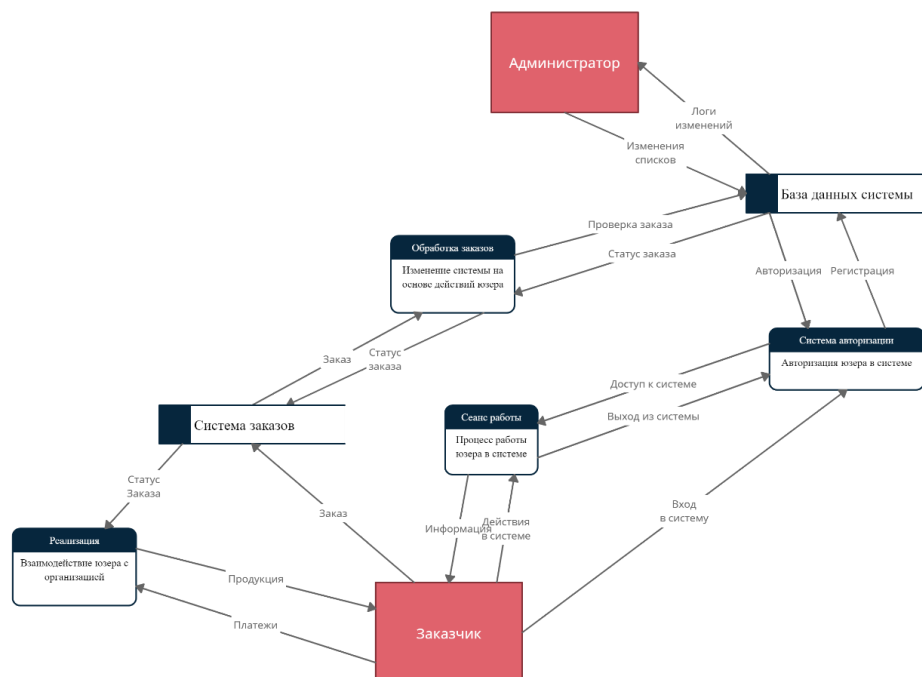 Администратор
Логи
изменений
Изменения
списков
База данных системы
Проверка заказа
Обработка заказов
Статус заказа
Изменение системы на
основе действий юзера
Авторизация
Регистрация
Система авторизации
Авторизация юзера в системе
Заказ
Статус
заказа
Доступ к системе
Выход из системы
Сеанс работы
Процесс работы
юзера в системе
Система заказов
Статус
Заказа
Заказ
Информация
Действия
в системе
Вход
в систему
Реализация
Взаимодействие юзера с
организацией
Продукция
Платежи
Заказчик